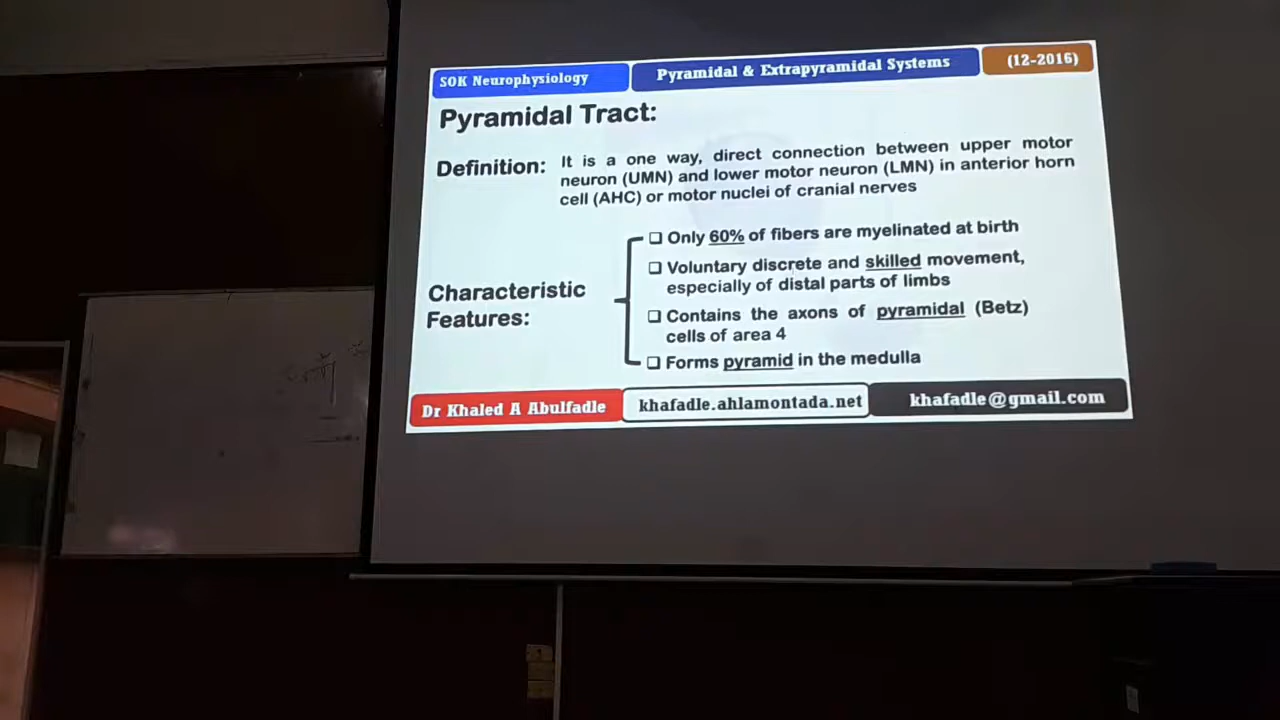 SOK Neurophysiology
Pyramidal & Extrapyramidal Systems
(12-2016)
Pyramidal Tract:
Definition:
It is a one way, direct connection between upper motor
neuron (UMN) and lower motor neuron (LMN) in anterior horn
cell (AHC) or motor nuclei of cranial nerves
Characteristic
Features:
❑ Only 60% of fibers are myelinated at birth
❑ Voluntary discrete and skilled movement,
especially of distal parts of limbs
❑ Contains the axons of pyramidal (Betz)
cells of area 4
❑ Forms pyramid in the medulla
Dr Khaled A Abulfadle
khafadle.ahlamontada.net
khafadle@gmail.com